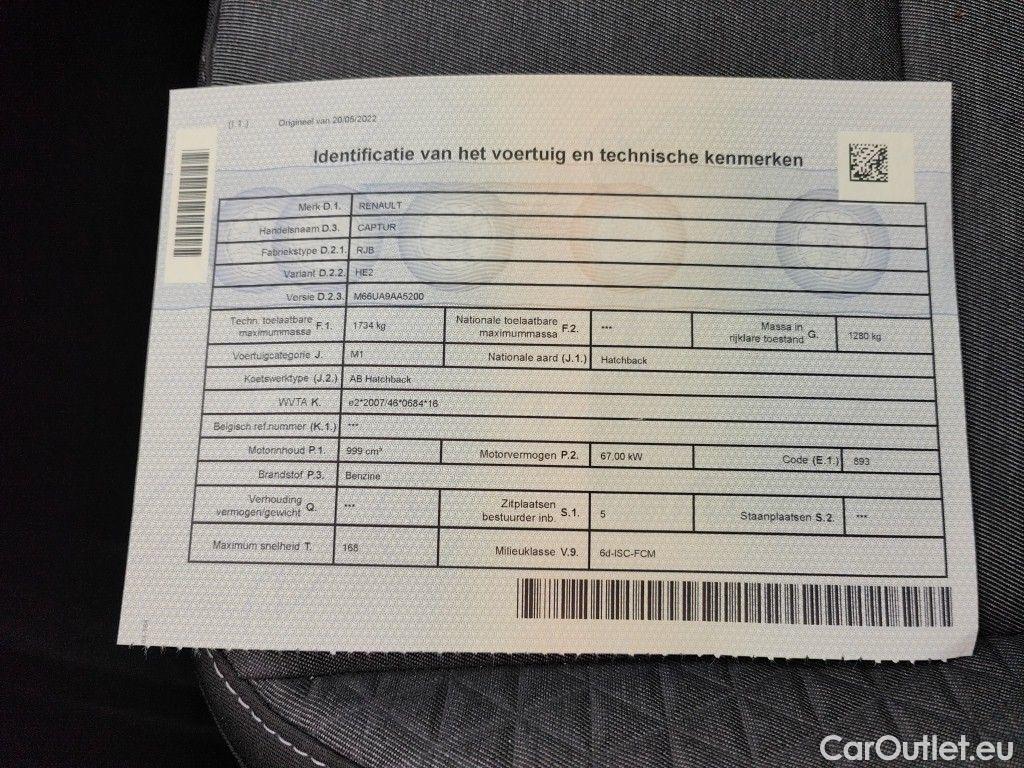 (I.1.) Origineel van 20/05/2022
Identificatie van het voertuig en technische kenmerken
Merk D.1. RENAULT
Handelsnaam D.3. CAPTUR
Fabriekstype D.2.1. RJB
Variant D.2.2. HE2
Versie D.2.3. M66UA9AA5200
Techn. toelaatbare maximummassa F.1. 1734 kg Nationale toelaatbare maximummassa F.2. *** Massa in rijklare toestand G. 1280 kg
Voertuigcategorie J. M1 Nationale aard (J.1.) Hatchback
Koetswerktype (J.2.) AB Hatchback
WVTA K. e2*2007/46*0684*16
Belgisch ref.nummer (K.1.) ***
Motorinhoud P.1. 999 cm³ Motorvermogen P.2. 67,00 kW Code (E.1.) 893
Brandstof P.3. Benzine
Verhouding vermogen/gewicht Q. *** Zitplaatsen bestuurder inb. S.1. 5 Staanplaatsen S.2. ***
Maximum snelheid T. 168 Milieuklasse V.9. 6d-ISC-FCM
CarOutlet.eu